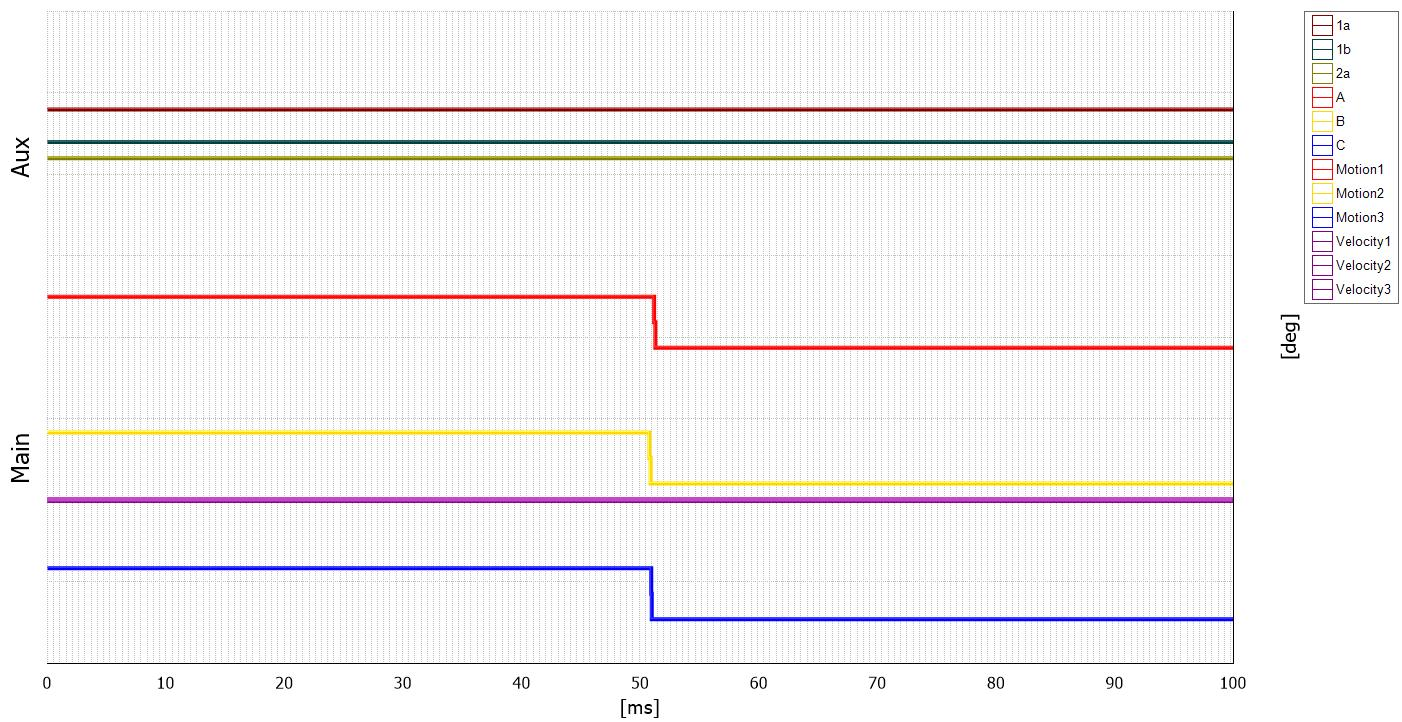 Aux
Main
0 10 20 30 40 50 60 70 80 90 100
[ms]
1a
1b
2a
A
B
C
Motion1
Motion2
Motion3
Velocity1
Velocity2
Velocity3
[deg]